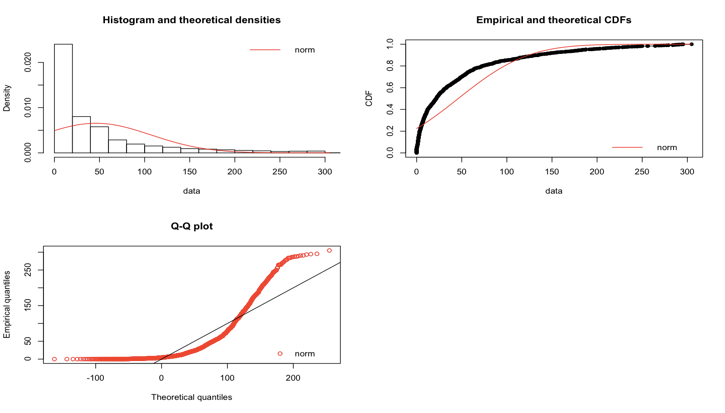 Histogram and theoretical densities
norm
Density
0.000 0.010 0.020
0 50 100 150 200 250 300
data
Empirical and theoretical CDFs
CDF
0.0 0.2 0.4 0.6 0.8 1.0
norm
0 50 100 150 200 250 300
data
Q-Q plot
Empirical quantiles
0 50 150 250
norm
-100 0 100 200
Theoretical quantiles